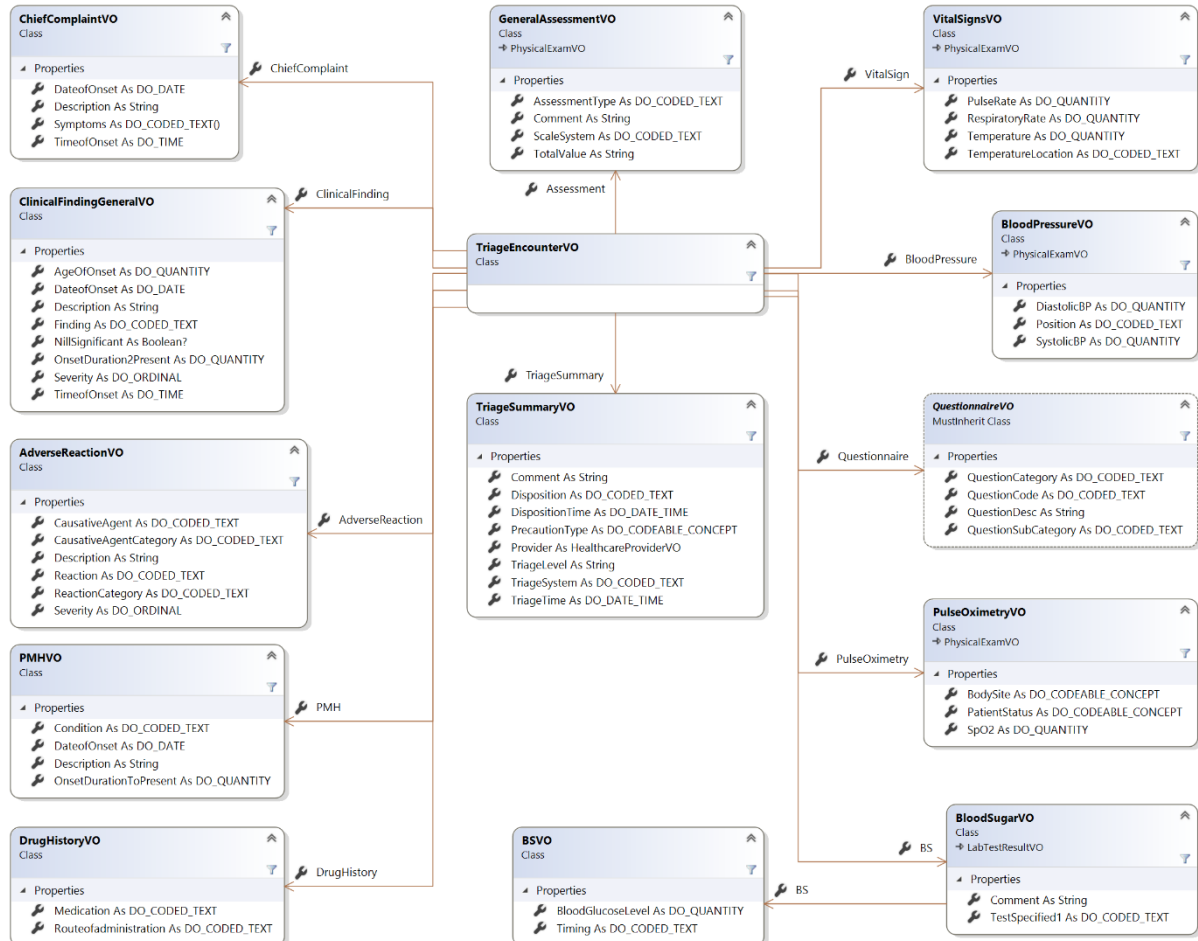 ChiefComplaintVO
Class
Properties
DateofOnset As DO_DATE
Description As String
Symptoms As DO_CODED_TEXT()
TimeofOnset As DO_TIME
ChiefComplaint
GeneralAssessmentVO
Class
PhysicalExamVO
Properties
AssessmentType As DO_CODED_TEXT
Comment As String
ScaleSystem As DO_CODED_TEXT
TotalValue As String
Assessment
VitalSign
VitalSignsVO
Class
PhysicalExamVO
Properties
PulseRate As DO_QUANTITY
RespiratoryRate As DO_QUANTITY
Temperature As DO_QUANTITY
TemperatureLocation As DO_CODED_TEXT
ClinicalFindingGeneralVO
Class
Properties
AgeOfOnset As DO_QUANTITY
DateofOnset As DO_DATE
Description As String
Finding As DO_CODED_TEXT
NillSignificant As Boolean?
OnsetDuration2Present As DO_QUANTITY
Severity As DO_ORDINAL
TimeofOnset As DO_TIME
ClinicalFinding
TriageEncounterVO
Class
BloodPressure
BloodPressureVO
Class
PhysicalExamVO
Properties
DiastolicBP As DO_QUANTITY
Position As DO_CODED_TEXT
SystolicBP As DO_QUANTITY
TriageSummary
TriageSummaryVO
Class
Properties
Comment As String
Disposition As DO_CODED_TEXT
DispositionTime As DO_DATE_TIME
PrecautionType As DO_CODEABLE_CONCEPT
Provider As HealthcareProviderVO
TriageLevel As String
TriageSystem As DO_CODED_TEXT
TriageTime As DO_DATE_TIME
Questionnaire
QuestionnaireVO
MustInherit Class
Properties
QuestionCategory As DO_CODED_TEXT
QuestionCode As DO_CODED_TEXT
QuestionDesc As String
QuestionSubCategory As DO_CODED_TEXT
AdverseReactionVO
Class
Properties
CausativeAgent As DO_CODED_TEXT
CausativeAgentCategory As DO_CODED_TEXT
Description As String
Reaction As DO_CODED_TEXT
ReactionCategory As DO_CODED_TEXT
Severity As DO_ORDINAL
AdverseReaction
PulseOximetry
PulseOximetryVO
Class
PhysicalExamVO
Properties
BodySite As DO_CODEABLE_CONCEPT
PatientStatus As DO_CODEABLE_CONCEPT
SpO2 As DO_QUANTITY
PMHVO
Class
Properties
Condition As DO_CODED_TEXT
DateofOnset As DO_DATE
Description As String
OnsetDurationToPresent As DO_QUANTITY
PMH
DrugHistoryVO
Class
Properties
Medication As DO_CODED_TEXT
Routeofadministration As DO_CODED_TEXT
DrugHistory
BSVO
Class
Properties
BloodGlucoseLevel As DO_QUANTITY
Timing As DO_CODED_TEXT
BS
BS
BloodSugarVO
Class
LabTestResultVO
Properties
Comment As String
TestSpecified1 As DO_CODED_TEXT